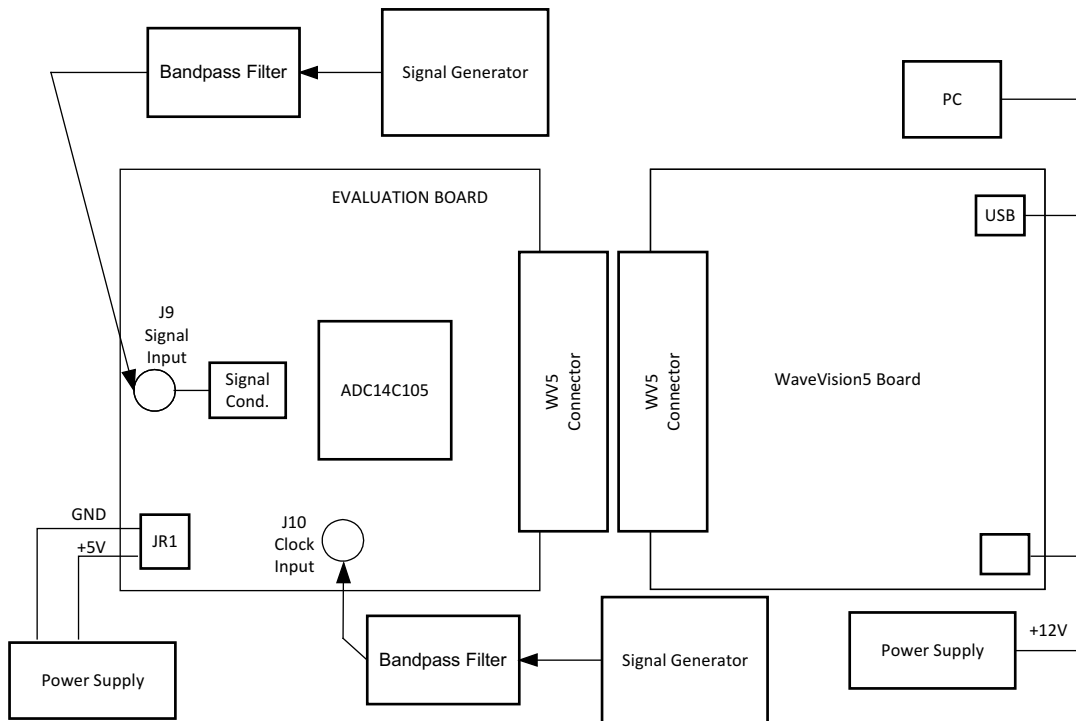 Bandpass Filter
Signal Generator
PC
EVALUATION BOARD
USB
J9
Signal
Input
Signal
Cond.
ADC14C105
WV5
Connector
WV5
Connector
WaveVision5 Board
GND
+5V
JR1
J10
Clock
Input
Power Supply
Bandpass Filter
Signal Generator
Power Supply
+12V